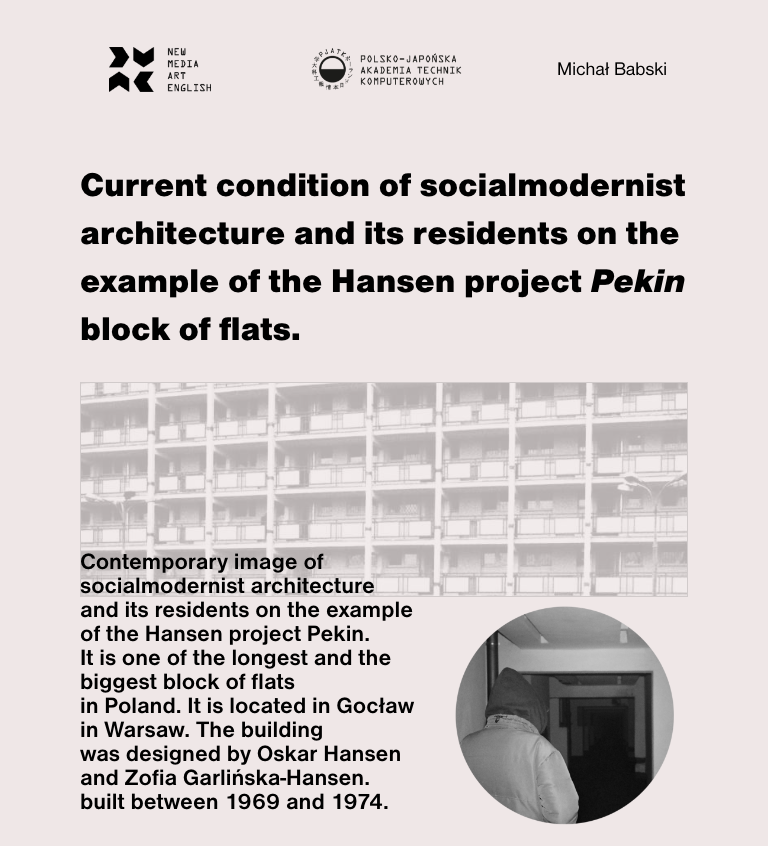 NEW
MEDIA
ART
ENGLISH
PJATK
POLSKO-JAPOŃSKA
AKADEMIA TECHNIK
KOMPUTEROWYCH
Michał Babski
Current condition of socialmodernist
architecture and its residents on the
example of the Hansen project Pekin
block of flats.
Contemporary image of
socialmodernist architecture
and its residents on the example
of the Hansen project Pekin.
It is one of the longest and the
biggest block of flats
in Poland. It is located in Gocław
in Warsaw. The building
was designed by Oskar Hansen
and Zofia Garlińska-Hansen.
built between 1969 and 1974.